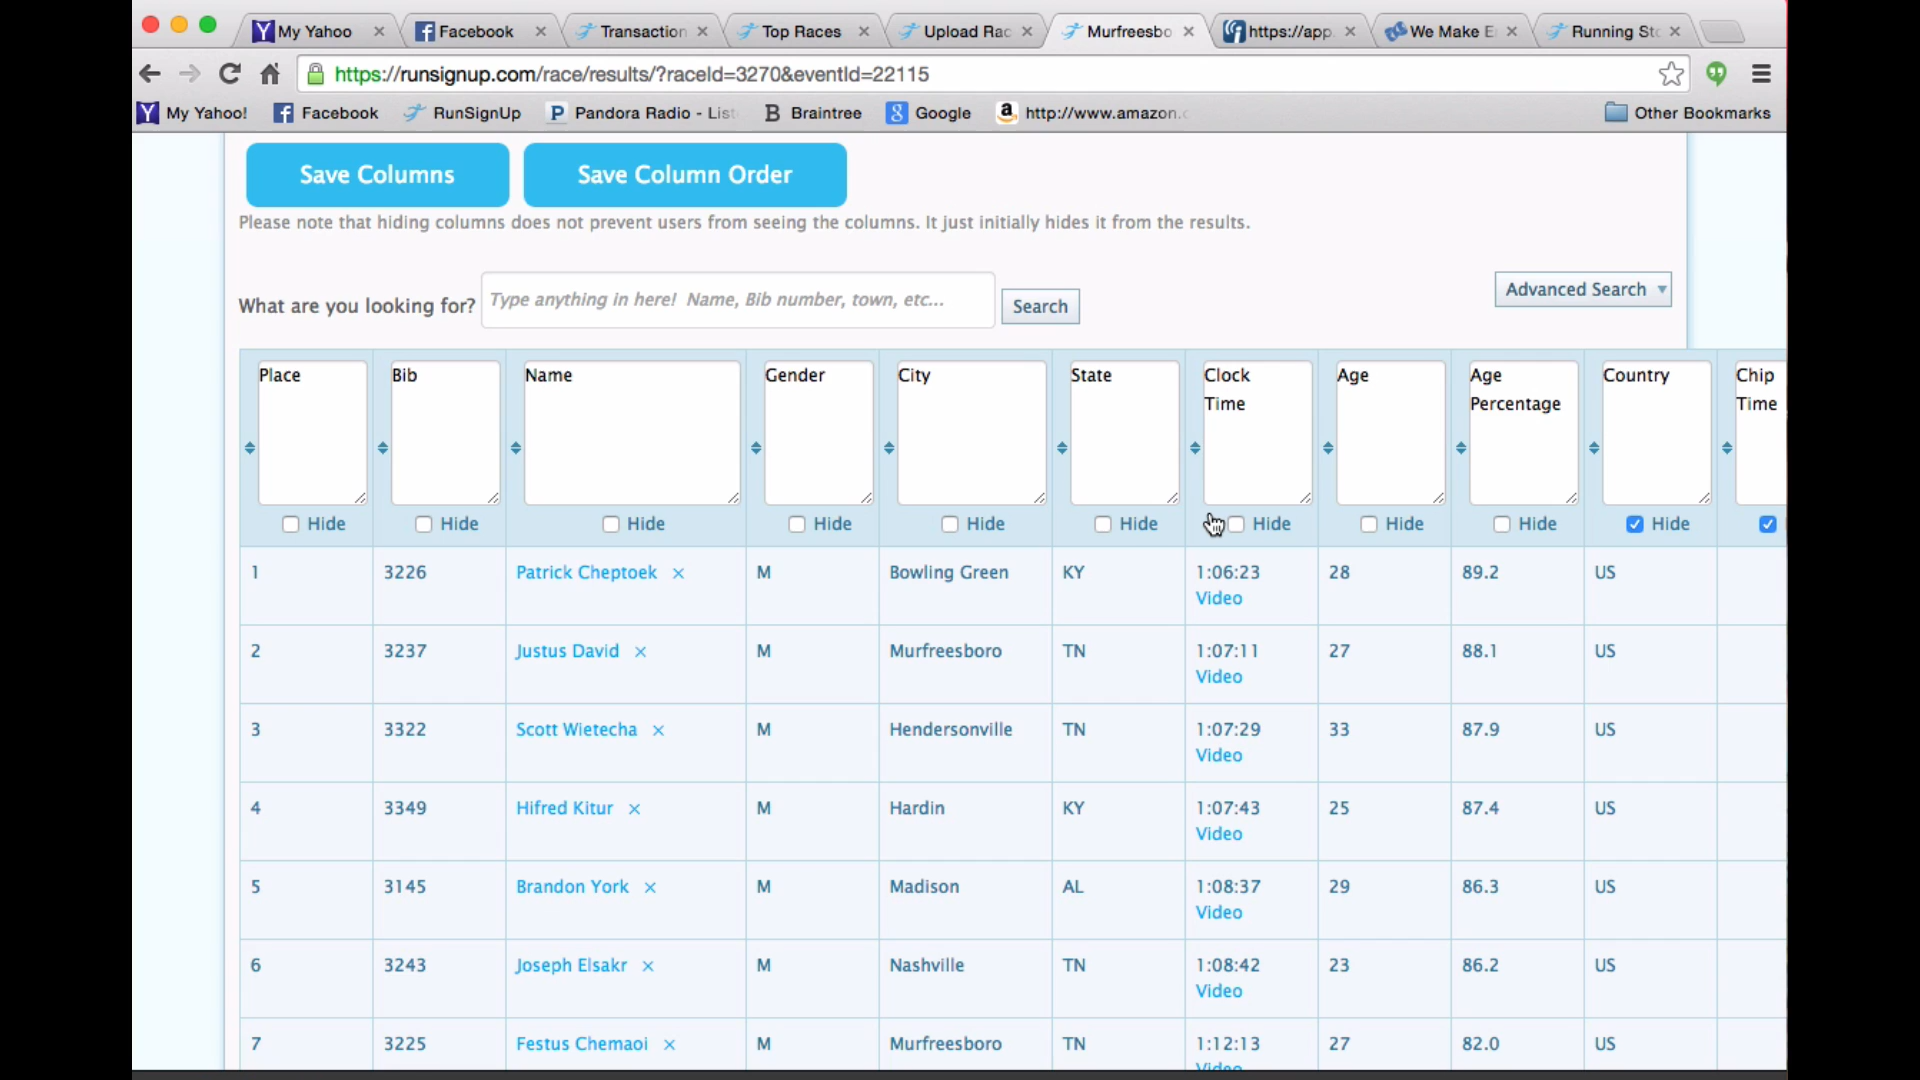 My Yahoo Facebook Transaction Top Races Upload Rac Murfreesbo https://app. We Make E Running Sto
https://runsignup.com/race/results/?raceId=3270&eventId=22115
My Yahoo! Facebook RunSignUp Pandora Radio - List Braintree Google http://www.amazon.c Other Bookmarks
Save Columns Save Column Order
Please note that hiding columns does not prevent users from seeing the columns. It just initially hides it from the results.
What are you looking for? Type anything in here! Name, Bib number, town, etc... Search Advanced Search
Place Bib Name Gender City State Clock Age Age Country Chip
Time Percentage Time
Hide Hide Hide Hide Hide Hide Hide Hide Hide Hide
1 3226 Patrick Cheptoek × M Bowling Green KY 1:06:23 28 89.2 US
Video
2 3237 Justus David × M Murfreesboro TN 1:07:11 27 88.1 US
Video
3 3322 Scott Wietecha × M Hendersonville TN 1:07:29 33 87.9 US
Video
4 3349 Hifred Kitur × M Hardin KY 1:07:43 25 87.4 US
Video
5 3145 Brandon York × M Madison AL 1:08:37 29 86.3 US
Video
6 3243 Joseph Elsakr × M Nashville TN 1:08:42 23 86.2 US
Video
7 3225 Festus Chemaoi × M Murfreesboro TN 1:12:13 27 82.0 US
Video